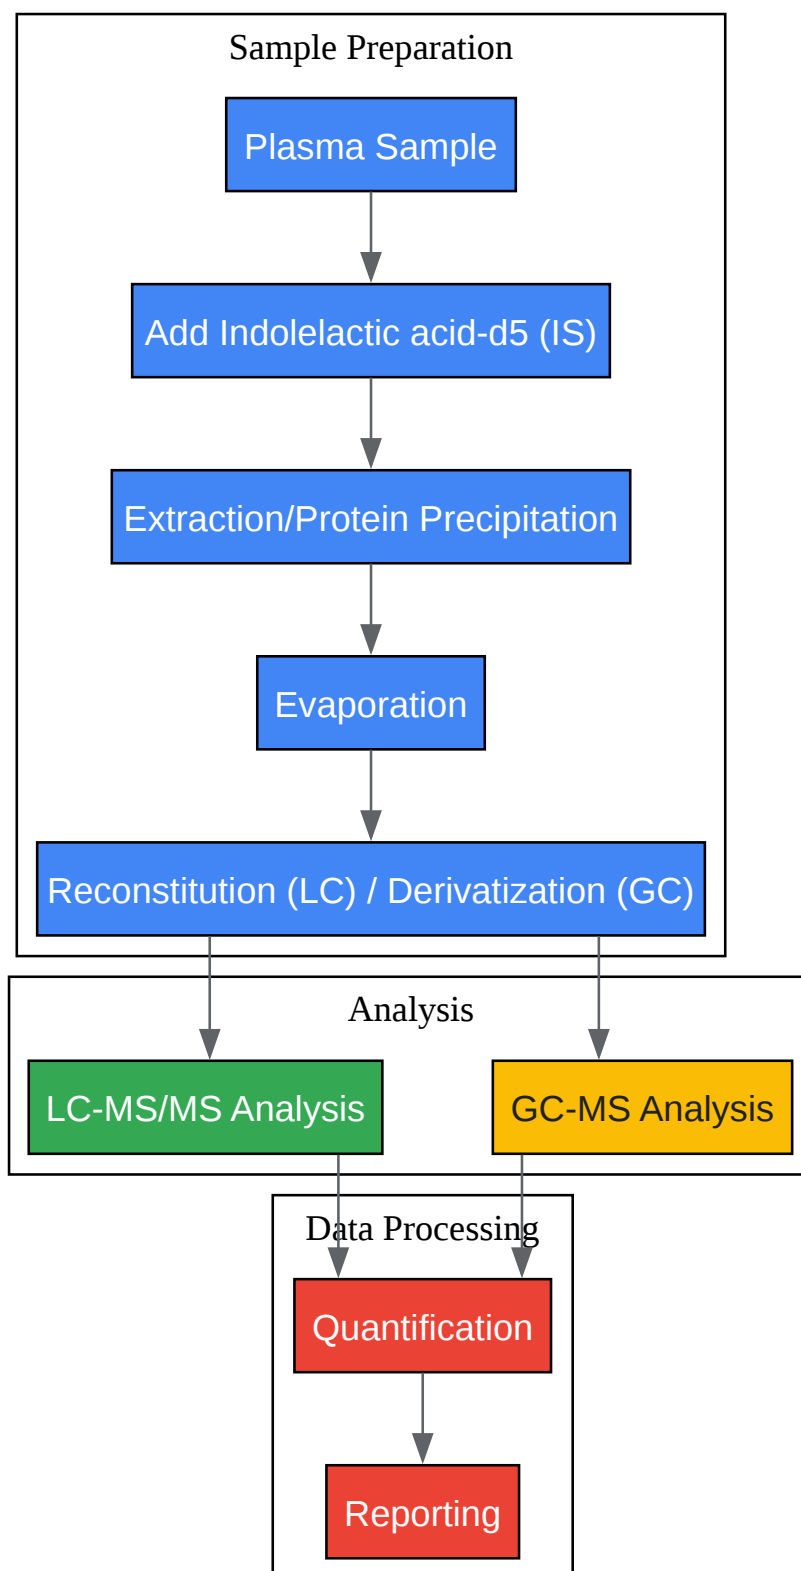 Sample Preparation
Plasma Sample
Add Indolelactic acid-d5 (IS)
Extraction/Protein Precipitation
Evaporation
Reconstitution (LC) / Derivatization (GC)
Analysis
LC-MS/MS Analysis
GC-MS Analysis
Data Processing
Quantification
Reporting